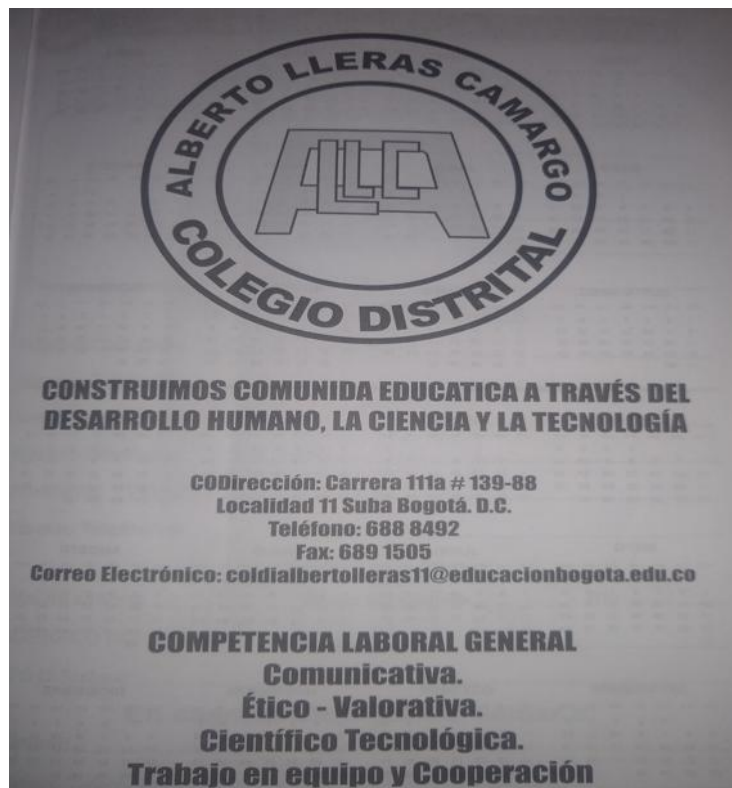 ALBERTO LLERAS CAMARGO
ALLCA
COLEGIO DISTRITAL
CONSTRUIMOS COMUNIDA EDUCATICA A TRAVÉS DEL
DESARROLLO HUMANO, LA CIENCIA Y LA TECNOLOGÍA
CODirección: Carrera 111a # 139-88
Localidad 11 Suba Bogotá. D.C.
Teléfono: 688 8492
Fax: 689 1505
Correo Electrónico: coldialbertolleras11@educacionbogota.edu.co
COMPETENCIA LABORAL GENERAL
Comunicativa.
Ético - Valorativa.
Científico Tecnológica.
Trabajo en equipo y Cooperación